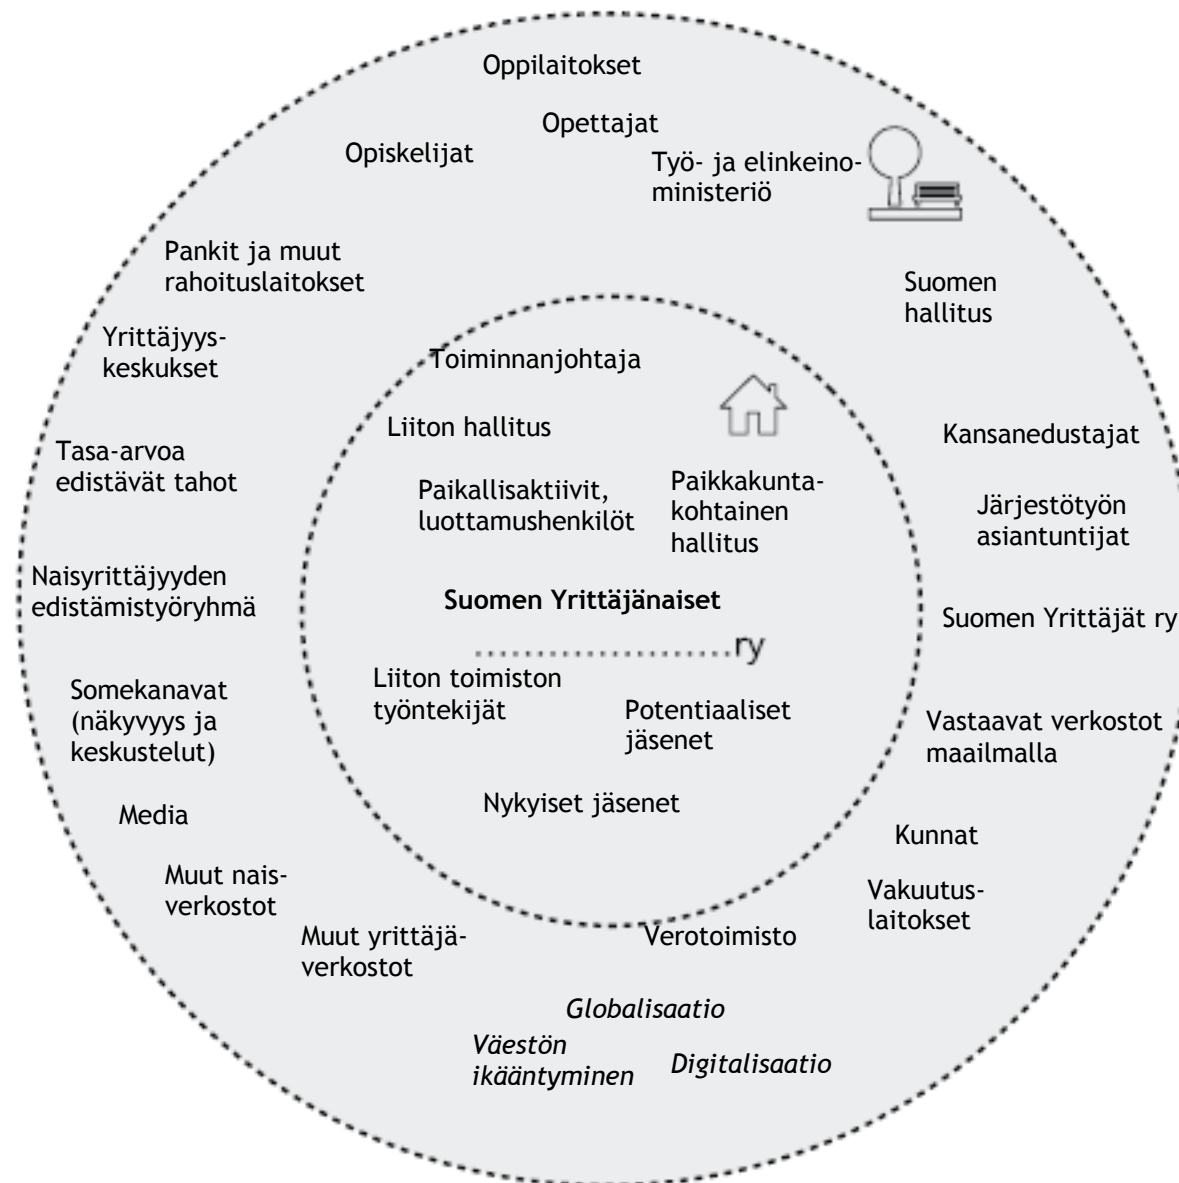 Oppilaitokset
Opettajat
Opiskelijat
Työ- ja elinkeino-
ministeriö
Pankit ja muut
rahoituslaitokset
Suomen
hallitus
Yrittäjyys-
keskukset
Toiminnanjohtaja
Liiton hallitus
Kansanedustajat
Tasa-arvoa
edistävät tahot
Paikallisaktiivit,
luottamushenkilöt
Paikkakunta-
kohtainen
hallitus
Järjestötyön
asiantuntijat
Naisyrittäjyyden
edistämistyöryhmä
Suomen Yrittäjänaiset
Suomen Yrittäjät ry
........................ry
Liiton toimiston
työntekijät
Somekanavat
(näkyvyys ja
keskustelut)
Potentiaaliset
jäsenet
Vastaavat verkostot
maailmalla
Nykyiset jäsenet
Media
Kunnat
Muut nais-
verkostot
Vakuutus-
laitokset
Muut yrittäjä-
verkostot
Verotoimisto
Globalisaatio
Väestön
ikääntyminen
Digitalisaatio